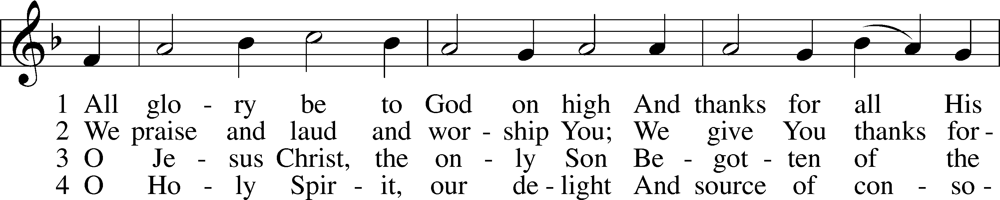 1 All glo - ry be to God on high And thanks for all His
2 We praise and laud and wor - ship You; We give You thanks for -
3 O Je - sus Christ, the on - ly Son Be - got - ten of the
4 O Ho - ly Spir - it, our de - light And source of con - so -